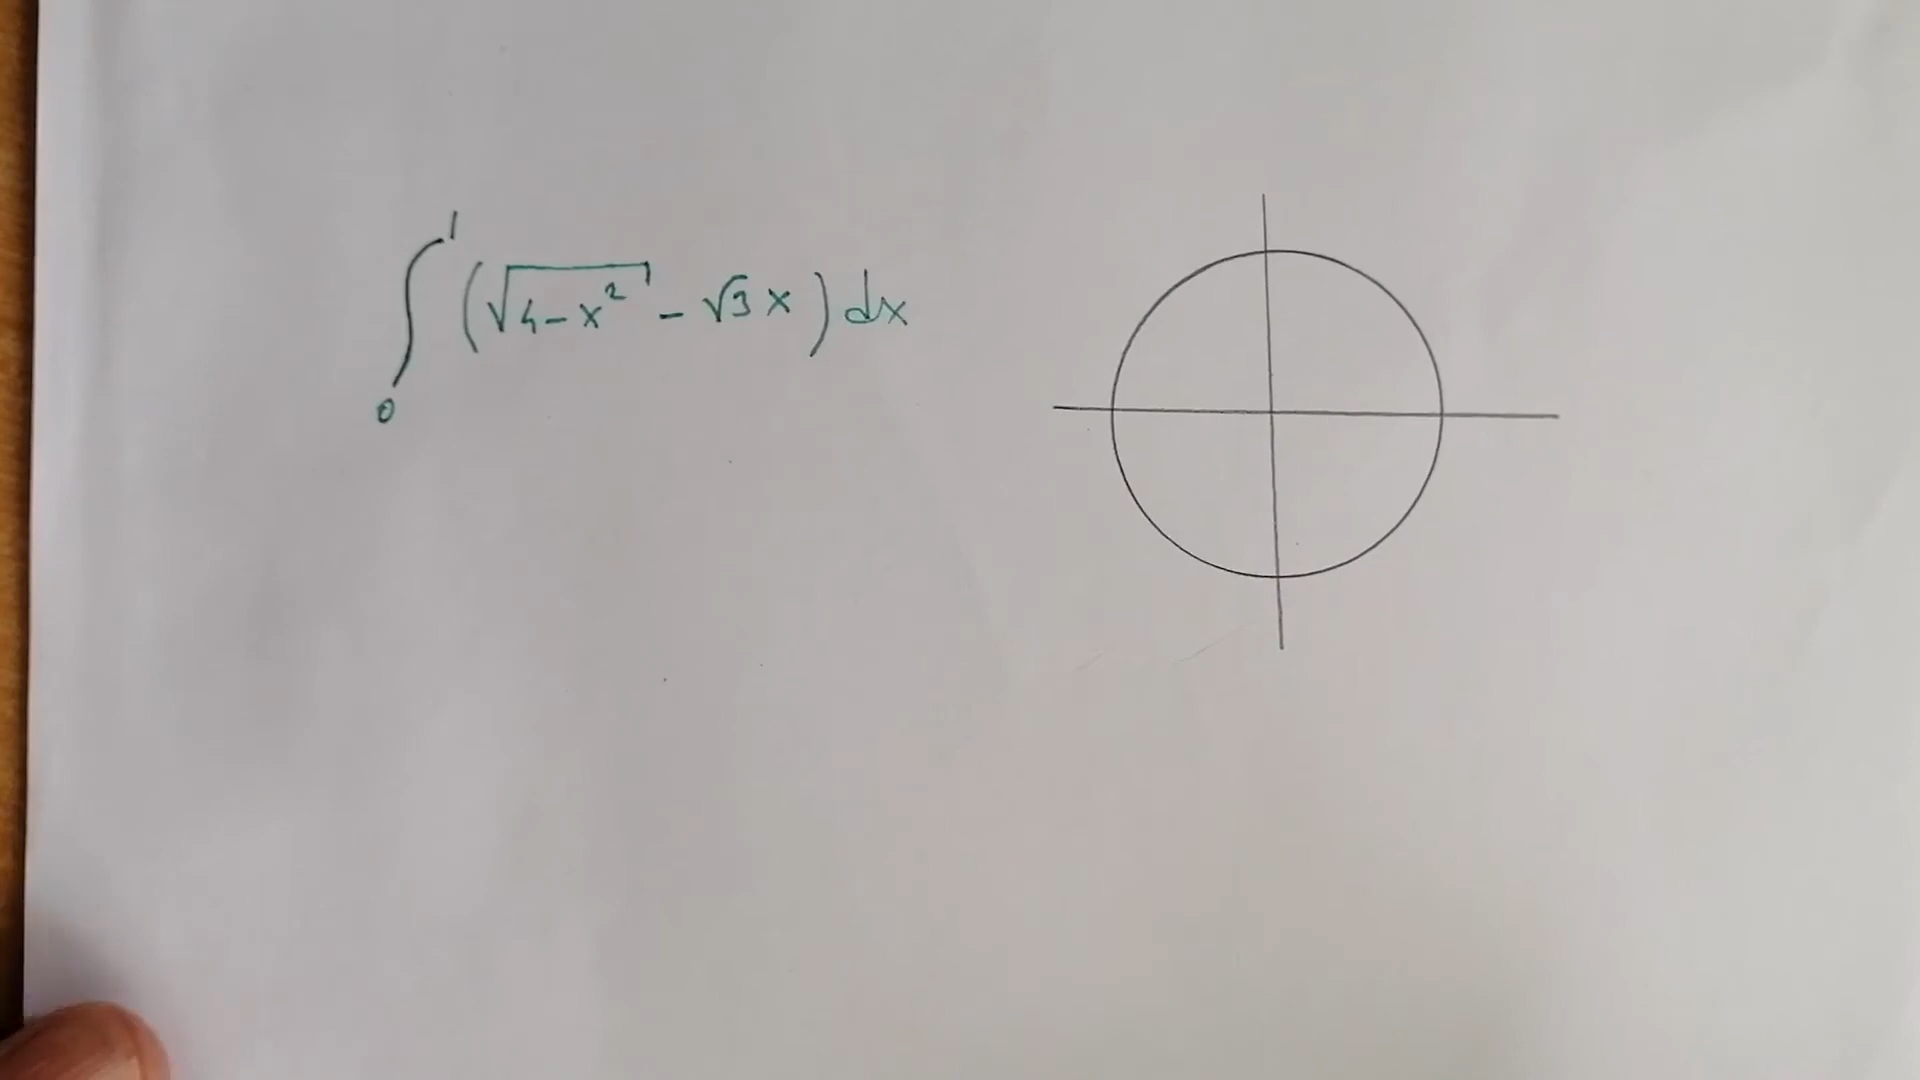 ∫₀¹ (√(4-x²) - √3 x) dx